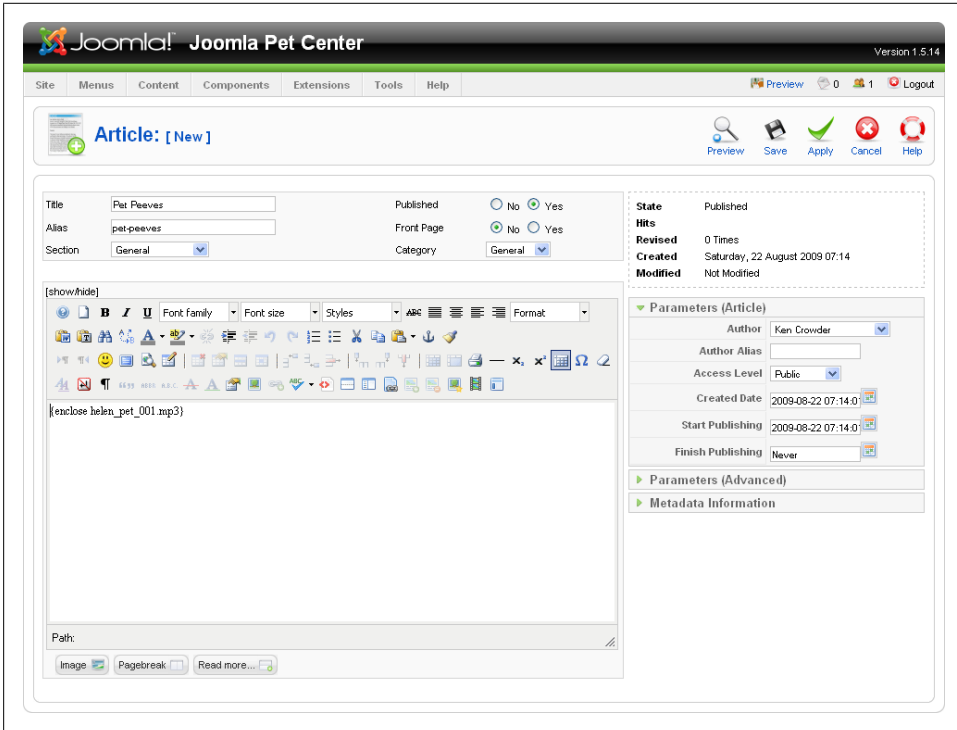 Joomla! Joomla Pet Center
Version 1.5.14
Site Menus Content Components Extensions Tools Help Preview 0 1 Logout
Article: [ New ]
Preview Save Apply Cancel Help
Title Pet Peeves Published No Yes
Alias pet-peeves Front Page No Yes
Section General Category General
State Published
Hits
Revised 0 Times
Created Saturday, 22 August 2009 07:14
Modified Not Modified
[show/hide]
B I U Font family Font size Styles ABC Format
Path:
{enclose helen_pet_001.mp3}
Image Pagebreak Read more...
Parameters (Article)
Author Ken Crowder
Author Alias
Access Level Public
Created Date 2009-08-22 07:14:01
Start Publishing 2009-08-22 07:14:01
Finish Publishing Never
Parameters (Advanced)
Metadata Information